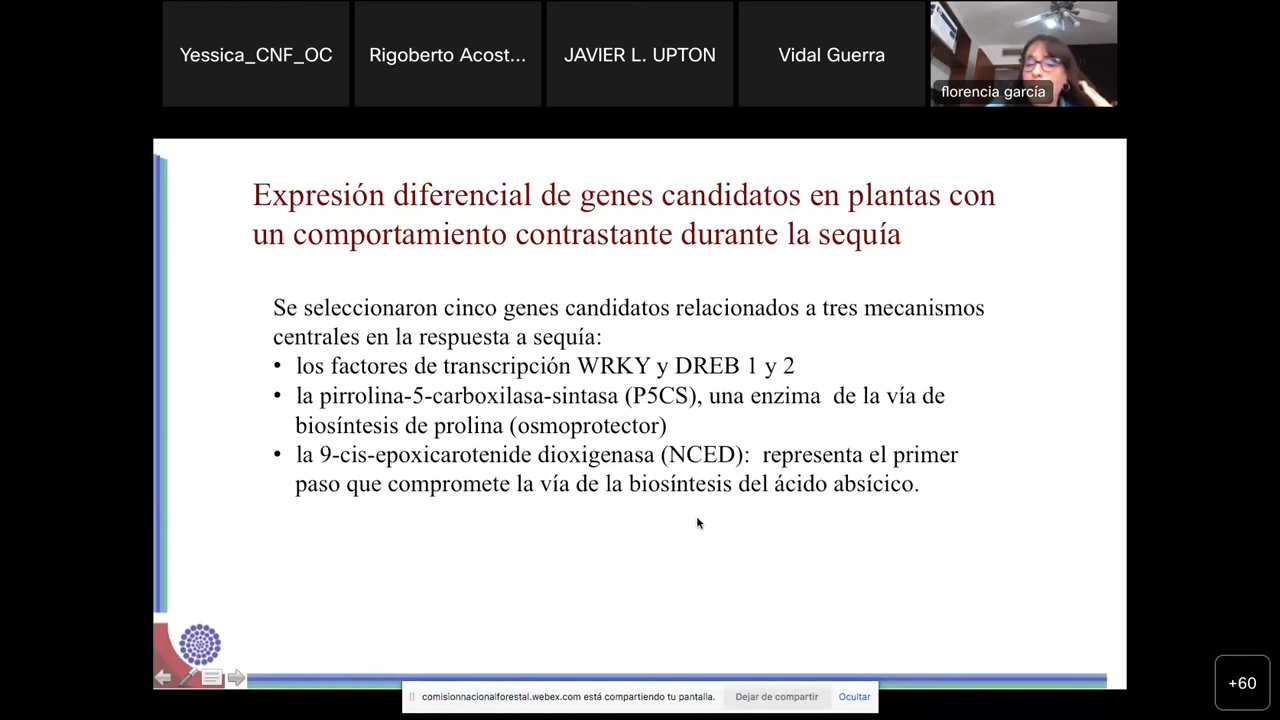 Yessica_CNF_OC
Rigoberto Acost...
JAVIER L. UPTON
Vidal Guerra
florencia garcía
Expresión diferencial de genes candidatos en plantas con
un comportamiento contrastante durante la sequía
Se seleccionaron cinco genes candidatos relacionados a tres mecanismos
centrales en la respuesta a sequía:
• los factores de transcripción WRKY y DREB 1 y 2
• la pirrolina-5-carboxilasa-sintasa (P5CS), una enzima de la vía de
biosíntesis de prolina (osmoprotector)
• la 9-cis-epoxicarotenide dioxigenasa (NCED): representa el primer
paso que compromete la vía de la biosíntesis del ácido absícico.
comisionnacionalforestal.webex.com está compartiendo tu pantalla.
Dejar de compartir
Ocultar
+60